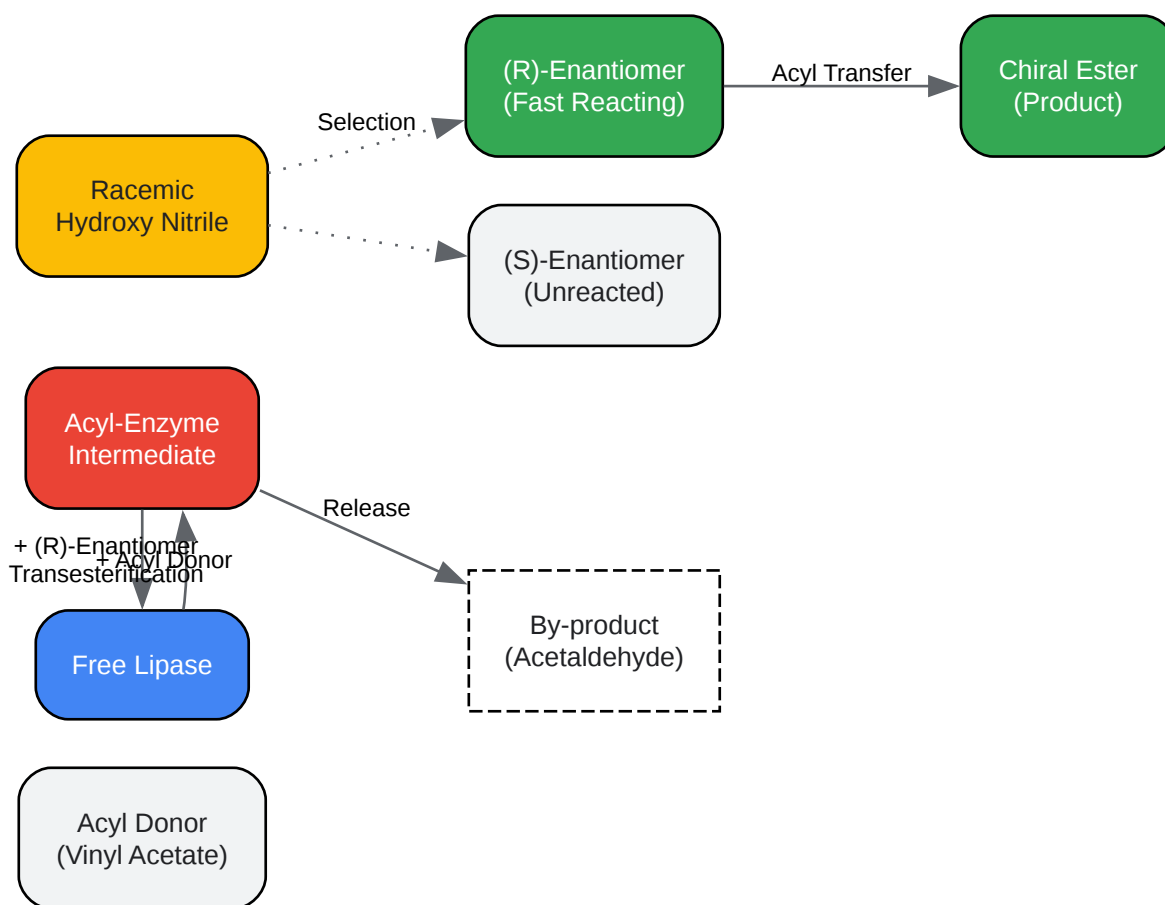 (R)-Enantiomer
(Fast Reacting)
Acyl Transfer
Chiral Ester
(Product)
Selection
Racemic
Hydroxy Nitrile
(S)-Enantiomer
(Unreacted)
Acyl-Enzyme
Intermediate
Release
+ (R)-Enantiomer
Transesterification
+ Acyl Donor
By-product
(Acetaldehyde)
Free Lipase
Acyl Donor
(Vinyl Acetate)